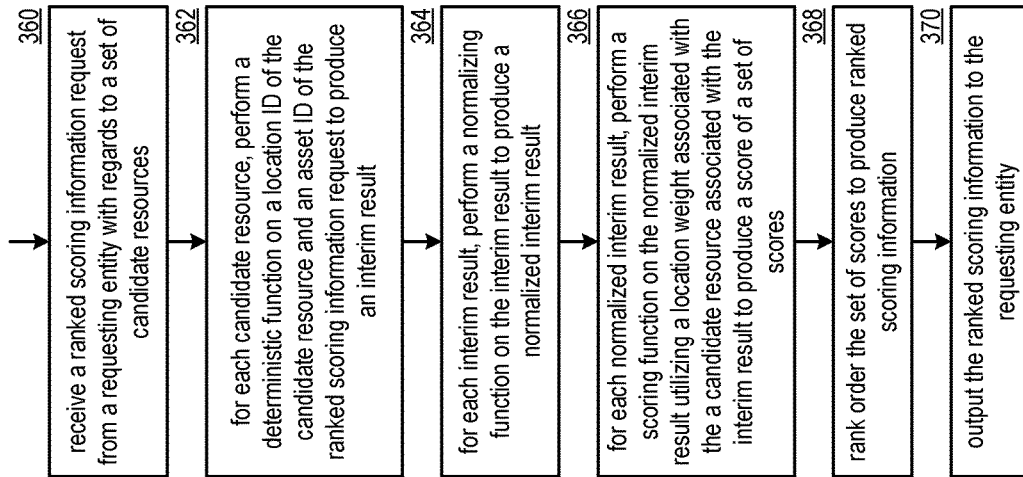 360
receive a ranked scoring information request
from a requesting entity with regards to a set of
candidate resources
362
for each candidate resource, perform a
deterministic function on a location ID of the
candidate resource and an asset ID of the
ranked scoring information request to produce
an interim result
364
for each interim result, perform a normalizing
function on the interim result to produce a
normalized interim result
366
for each normalized interim result, perform a
scoring function on the normalized interim
result utilizing a location weight associated with
the a candidate resource associated with the
interim result to produce a score of a set of
scores
368
rank order the set of scores to produce ranked
scoring information
370
output the ranked scoring information to the
requesting entity